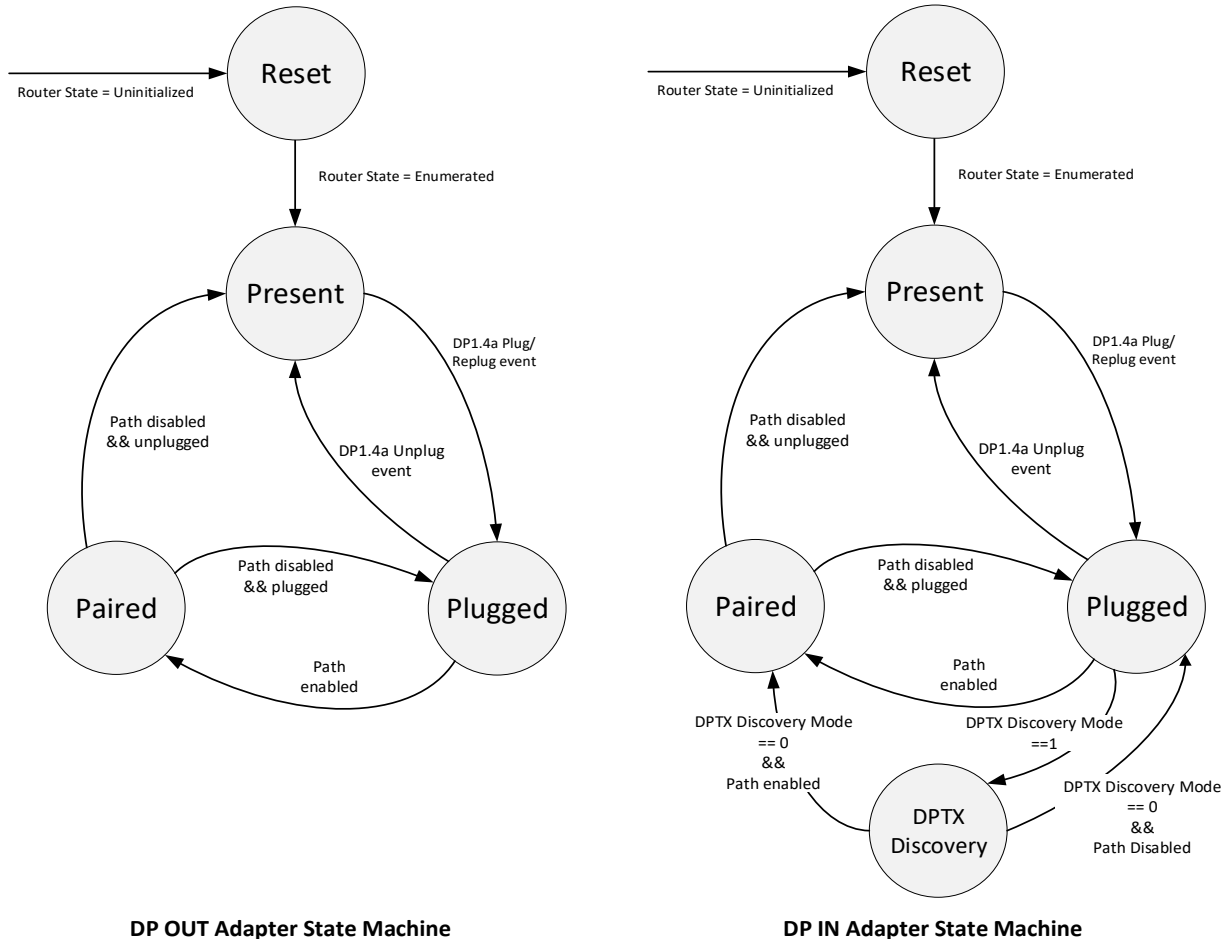 Reset
Router State = Uninitialized
Router State = Enumerated
Present
DP1.4a Plug/
Replug event
Path disabled
&& unplugged
DP1.4a Unplug
event
Path disabled
&& plugged
Paired
Plugged
Path
enabled
DP OUT Adapter State Machine
Reset
Router State = Uninitialized
Router State = Enumerated
Present
DP1.4a Plug/
Replug event
Path disabled
&& unplugged
DP1.4a Unplug
event
Path disabled
&& plugged
Paired
Plugged
Path
enabled
DPTX Discovery Mode
== 0
&&
Path enabled
DPTX Discovery Mode
==1
DPTX Discovery Mode
== 0
&&
Path Disabled
DPTX
Discovery
DP IN Adapter State Machine